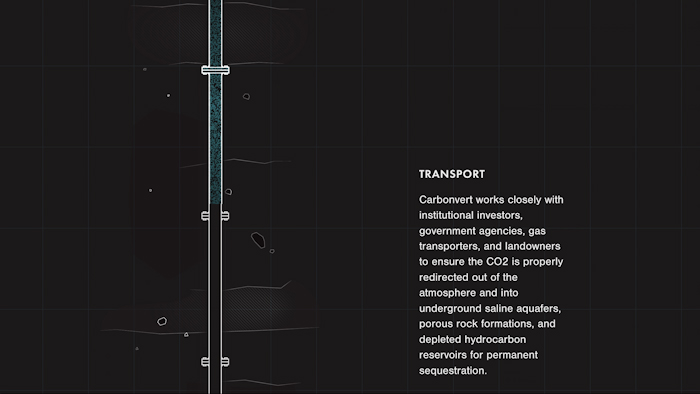 TRANSPORT
Carbonvert works closely with
institutional investors,
government agencies, gas
transporters, and landowners
to ensure the CO2 is properly
redirected out of the
atmosphere and into
underground saline aquafers,
porous rock formations, and
depleted hydrocarbon
reservoirs for permanent
sequestration.